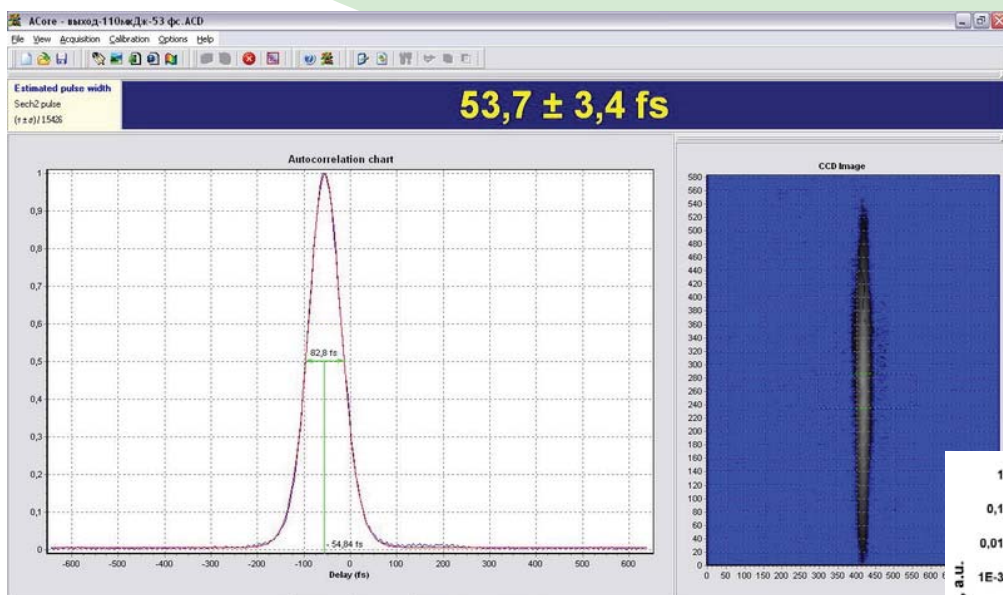 ACore - выход-110мкДж-53 фс.ACD
File View Acquisition Calibration Options Help
Estimated pulse width
Sech2 pulse
(τ ± σ) / 1.5426
53,7 ± 3,4 fs
Autocorrelation chart
1
0,9
0,8
0,7
0,6
0,5
0,4
0,3
0,2
0,1
0
82,8 fs
- 54,84 fs
-600 -500 -400 -300 -200 -100 0 100 200 300 400 500 600
Delay (fs)
CCD Image
580
560
540
520
500
480
460
440
420
400
380
360
340
320
300
280
260
240
220
200
180
160
140
120
100
80
60
40
20
0
0 50 100 150 200 250 300 350 400 450 500 550 600
1
0,1
0,01
1E-3
a.u.